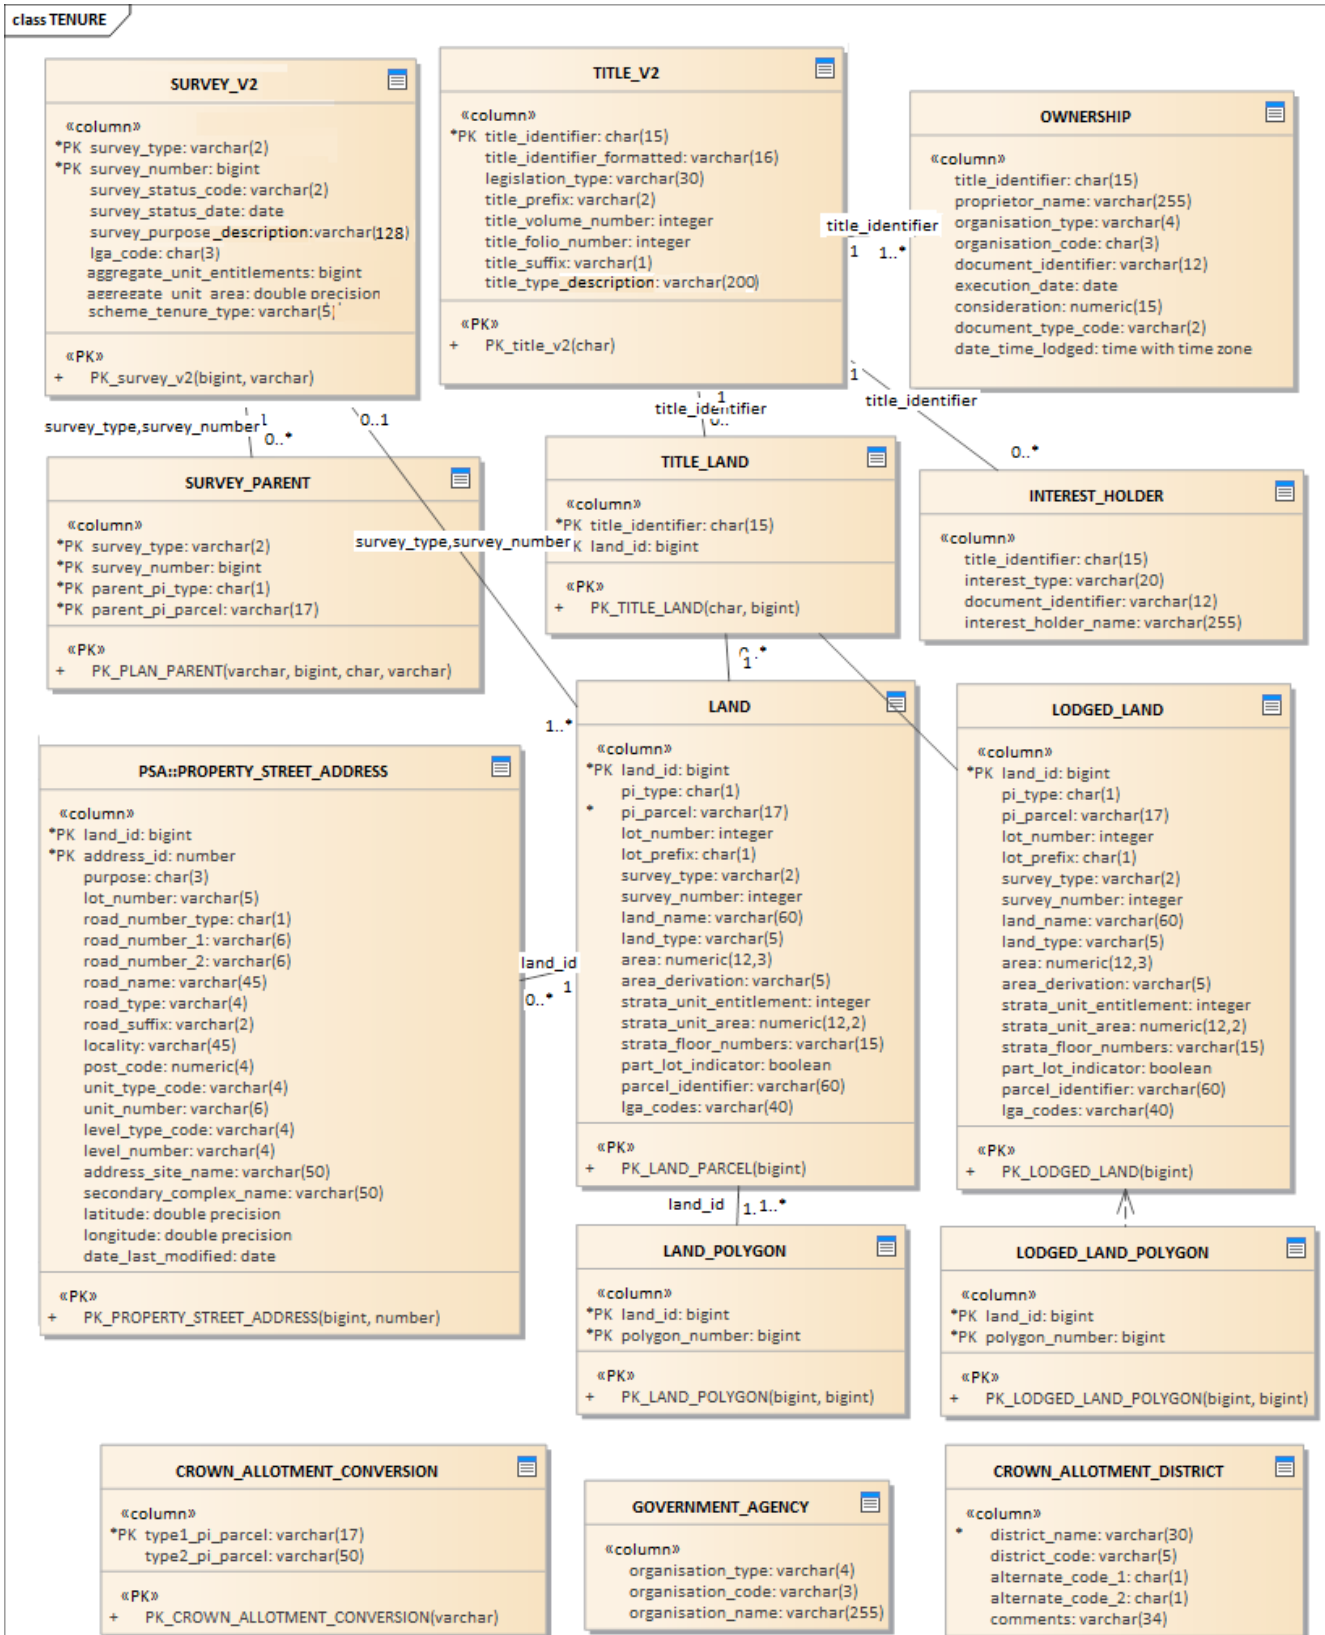 class TENURE
SURVEY_V2
«column»
*PK survey_type: varchar(2)
*PK survey_number: bigint
survey_status_code: varchar(2)
survey_status_date: date
survey_purpose_description:varchar(128)
lga_code: char(3)
aggregate_unit_entitlements: bigint
aggregate_unit_area: double precision
scheme_tenure_type: varchar(5)
«PK»
+ PK_survey_v2(bigint, varchar)
TITLE_V2
«column»
*PK title_identifier: char(15)
title_identifier_formatted: varchar(16)
legislation_type: varchar(30)
title_prefix: varchar(2)
title_volume_number: integer
title_folio_number: integer
title_suffix: varchar(1)
title_type_description: varchar(200)
«PK»
+ PK_title_v2(char)
OWNERSHIP
«column»
title_identifier: char(15)
proprietor_name: varchar(255)
organisation_type: varchar(4)
organisation_code: char(3)
document_identifier: varchar(12)
execution_date: date
consideration: numeric(15)
document_type_code: varchar(2)
date_time_lodged: time with time zone
title_identifier
1 1..*
1
title_identifier
0..*
1
title_identifier
0..
survey_type,survey_number
1
0..*
0..1
survey_type,survey_number
1..*
SURVEY_PARENT
«column»
*PK survey_type: varchar(2)
*PK survey_number: bigint
*PK parent_pi_type: char(1)
*PK parent_pi_parcel: varchar(17)
«PK»
+ PK_PLAN_PARENT(varchar, bigint, char, varchar)
TITLE_LAND
«column»
*PK title_identifier: char(15)
K land_id: bigint
«PK»
+ PK_TITLE_LAND(char, bigint)
INTEREST_HOLDER
«column»
title_identifier: char(15)
interest_type: varchar(20)
document_identifier: varchar(12)
interest_holder_name: varchar(255)
0..*
1
PSA::PROPERTY_STREET_ADDRESS
«column»
*PK land_id: bigint
*PK address_id: number
purpose: char(3)
lot_number: varchar(5)
road_number_type: char(1)
road_number_1: varchar(6)
road_number_2: varchar(6)
road_name: varchar(45)
road_type: varchar(4)
road_suffix: varchar(2)
locality: varchar(45)
post_code: numeric(4)
unit_type_code: varchar(4)
unit_number: varchar(6)
level_type_code: varchar(4)
level_number: varchar(4)
address_site_name: varchar(50)
secondary_complex_name: varchar(50)
latitude: double precision
longitude: double precision
date_last_modified: date
«PK»
+ PK_PROPERTY_STREET_ADDRESS(bigint, number)
land_id
0..* 1
LAND
«column»
*PK land_id: bigint
pi_type: char(1)
* pi_parcel: varchar(17)
lot_number: integer
lot_prefix: char(1)
survey_type: varchar(2)
survey_number: integer
land_name: varchar(60)
land_type: varchar(5)
area: numeric(12,3)
area_derivation: varchar(5)
strata_unit_entitlement: integer
strata_unit_area: numeric(12,2)
strata_floor_numbers: varchar(15)
part_lot_indicator: boolean
parcel_identifier: varchar(60)
lga_codes: varchar(40)
«PK»
+ PK_LAND_PARCEL(bigint)
LODGED_LAND
«column»
*PK land_id: bigint
pi_type: char(1)
pi_parcel: varchar(17)
lot_number: integer
lot_prefix: char(1)
survey_type: varchar(2)
survey_number: integer
land_name: varchar(60)
land_type: varchar(5)
area: numeric(12,3)
area_derivation: varchar(5)
strata_unit_entitlement: integer
strata_unit_area: numeric(12,2)
strata_floor_numbers: varchar(15)
part_lot_indicator: boolean
parcel_identifier: varchar(60)
lga_codes: varchar(40)
«PK»
+ PK_LODGED_LAND(bigint)
land_id 1. 1..*
LAND_POLYGON
«column»
*PK land_id: bigint
*PK polygon_number: bigint
«PK»
+ PK_LAND_POLYGON(bigint, bigint)
LODGED_LAND_POLYGON
«column»
*PK land_id: bigint
*PK polygon_number: bigint
«PK»
+ PK_LODGED_LAND_POLYGON(bigint, bigint)
CROWN_ALLOTMENT_CONVERSION
«column»
*PK type1_pi_parcel: varchar(17)
type2_pi_parcel: varchar(50)
«PK»
+ PK_CROWN_ALLOTMENT_CONVERSION(varchar)
GOVERNMENT_AGENCY
«column»
organisation_type: varchar(4)
organisation_code: varchar(3)
organisation_name: varchar(255)
CROWN_ALLOTMENT_DISTRICT
«column»
* district_name: varchar(30)
district_code: varchar(5)
alternate_code_1: char(1)
alternate_code_2: char(1)
comments: varchar(34)